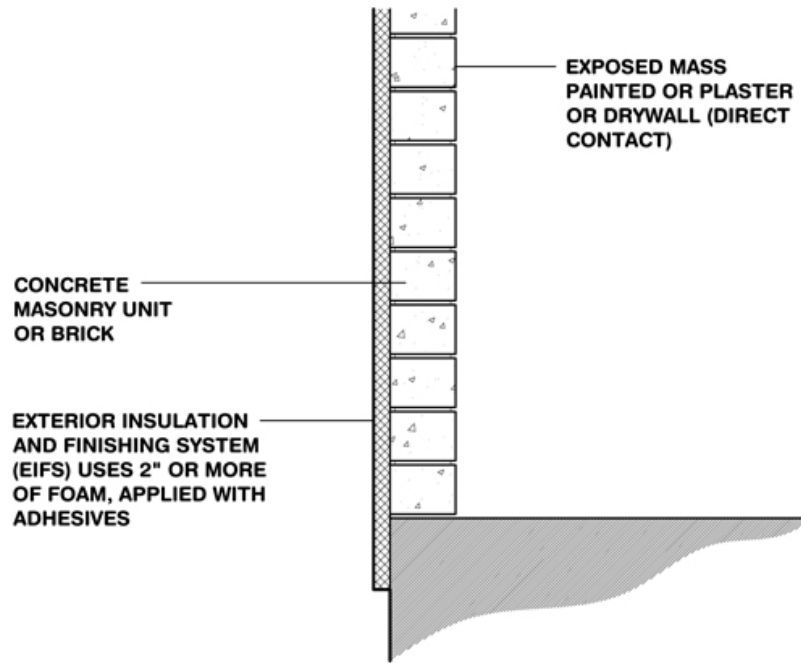 EXPOSED MASS
PAINTED OR PLASTER
OR DRYWALL (DIRECT
CONTACT)
CONCRETE
MASONRY UNIT
OR BRICK
EXTERIOR INSULATION
AND FINISHING SYSTEM
(EIFS) USES 2" OR MORE
OF FOAM, APPLIED WITH
ADHESIVES